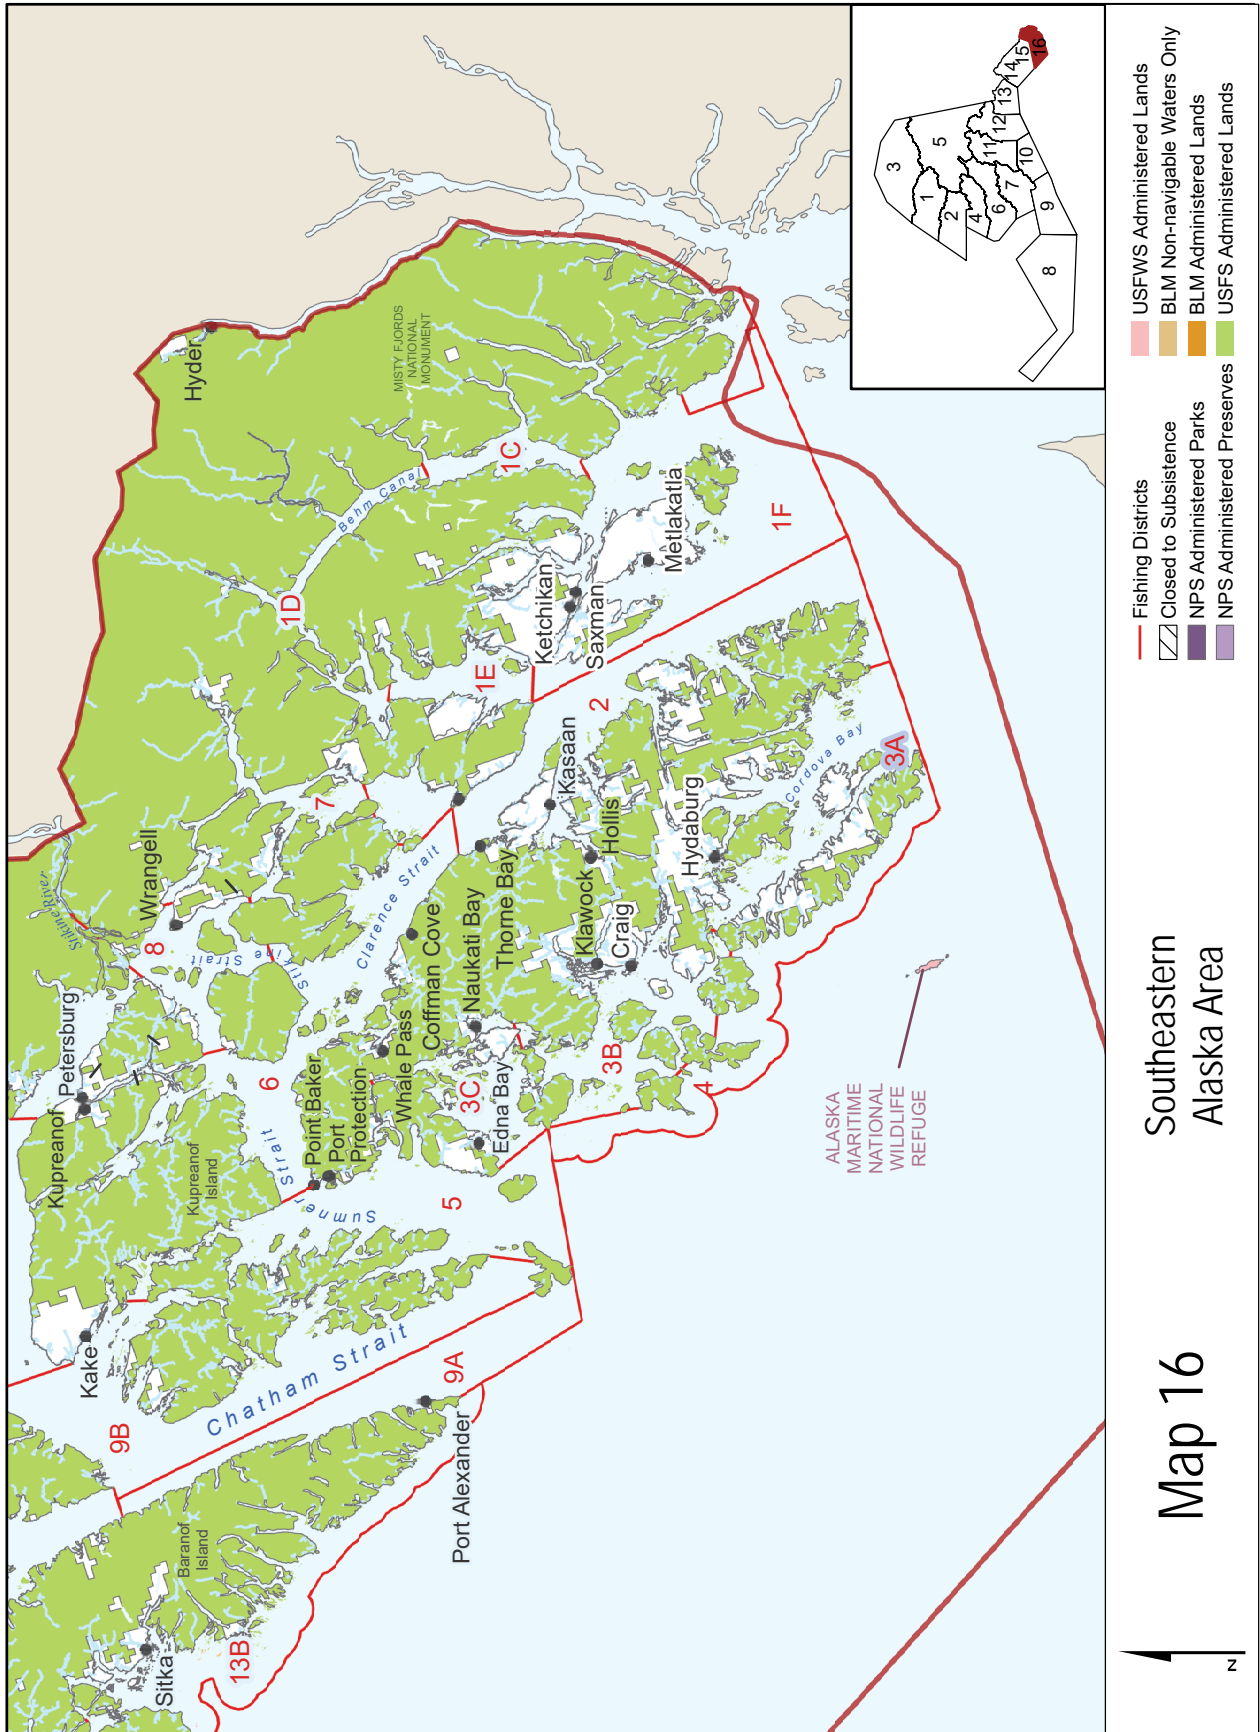 Hyder
MISTY FJORDS
NATIONAL
MONUMENT
Behm Canal
1C
1D
Metlakatla
1F
Ketchikan
Saxman
1E
2
Kasaan
Hollis
Cordova Bay
3A
Hydaburg
7
Wrangell
Stikine River
8
Stikine Strait
Clarence Strait
Thorne Bay
Klawock
Craig
Naukati Bay
Coffman Cove
Whale Pass
Petersburg
Kupreanof
6
Point Baker
Port
Protection
3C
Edna Bay
3B
4
Kupreanof
Island
Sumner Strait
5
Kake
Chatham Strait
9B
9A
Port Alexander
Baranof
Island
Sitka
13B
ALASKA
MARITIME
NATIONAL
WILDLIFE
REFUGE
1
2
3
4
5
6
7
8
9
10
11
12
13
14
15
16
N
Map 16
Southeastern
Alaska Area
Fishing Districts
Closed to Subsistence
NPS Administered Parks
NPS Administered Preserves
USFWS Administered Lands
BLM Non-navigable Waters Only
BLM Administered Lands
USFS Administered Lands